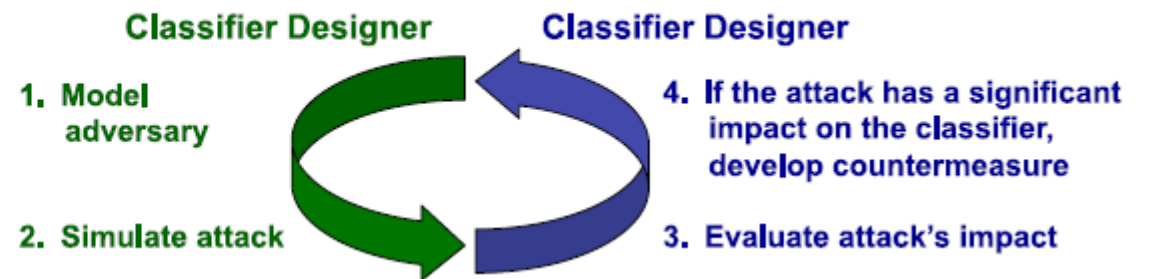 Classifier Designer
Classifier Designer
1. Model
adversary
2. Simulate attack
4. If the attack has a significant
impact on the classifier,
develop countermeasure
3. Evaluate attack's impact